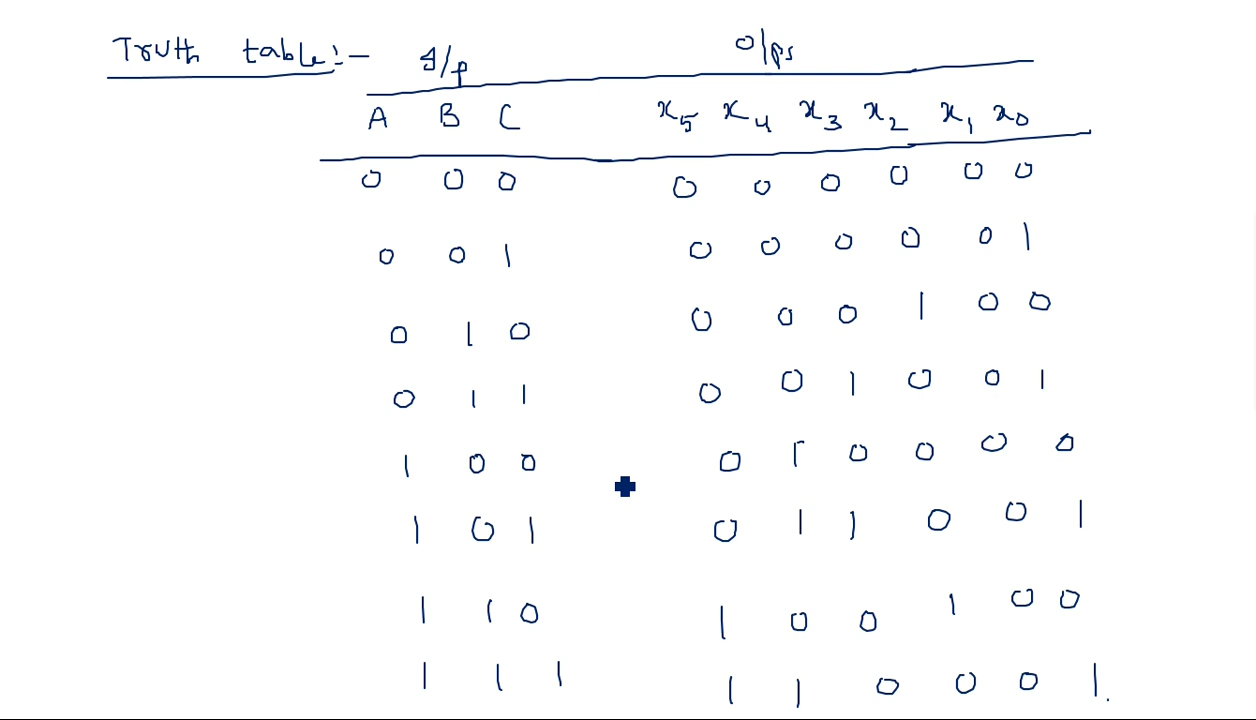 Truth table:- I/p O/ps
A B C x5 x4 x3 x2 x1 x0
0 0 0 0 0 0 0 0 0
0 0 1 0 0 0 0 0 1
0 1 0 0 0 0 1 0 0
0 1 1 0 0 1 0 0 1
1 0 0 0 1 0 0 0 0
1 0 1 0 1 1 0 0 1
1 1 0 1 0 0 1 0 0
1 1 1 1 1 0 0 0 1.